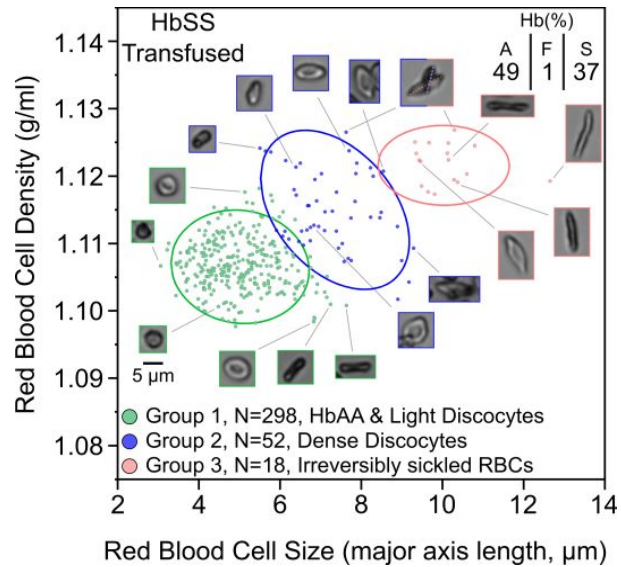 HbSS
Transfused
Hb(%)
A F S
49 1 37
1.14
1.13
1.12
1.11
1.10
1.09
1.08
Red Blood Cell Density (g/ml)
5 µm
Group 1, N=298, HbAA & Light Discocytes
Group 2, N=52, Dense Discocytes
Group 3, N=18, Irreversibly sickled RBCs
2 4 6 8 10 12 14
Red Blood Cell Size (major axis length, µm)